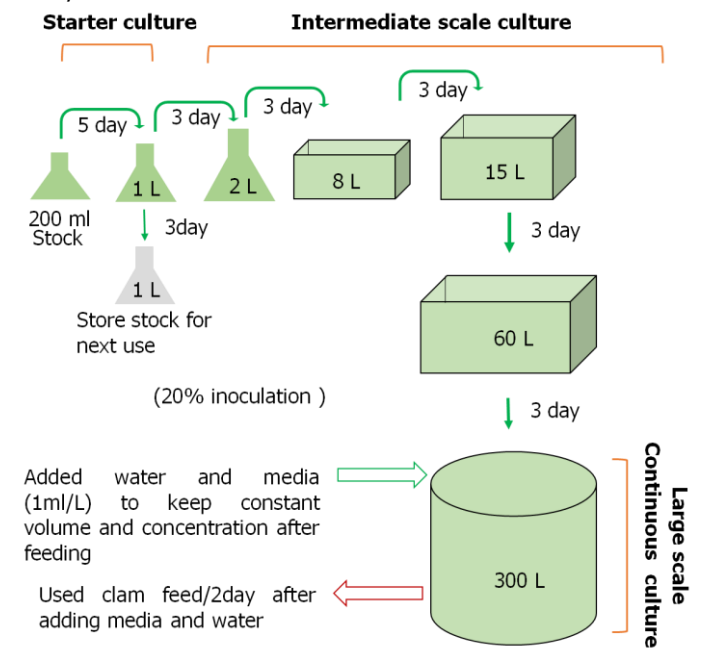 Starter culture
Intermediate scale culture
5 day
3 day
3 day
3 day
200 ml
Stock
1 L
2 L
8 L
15 L
3day
1 L
Store stock for
next use
3 day
60 L
(20% inoculation )
3 day
Added water and media
(1ml/L) to keep constant
volume and concentration after
feeding
Used clam feed/2day after
adding media and water
300 L
Large scale
Continuous culture